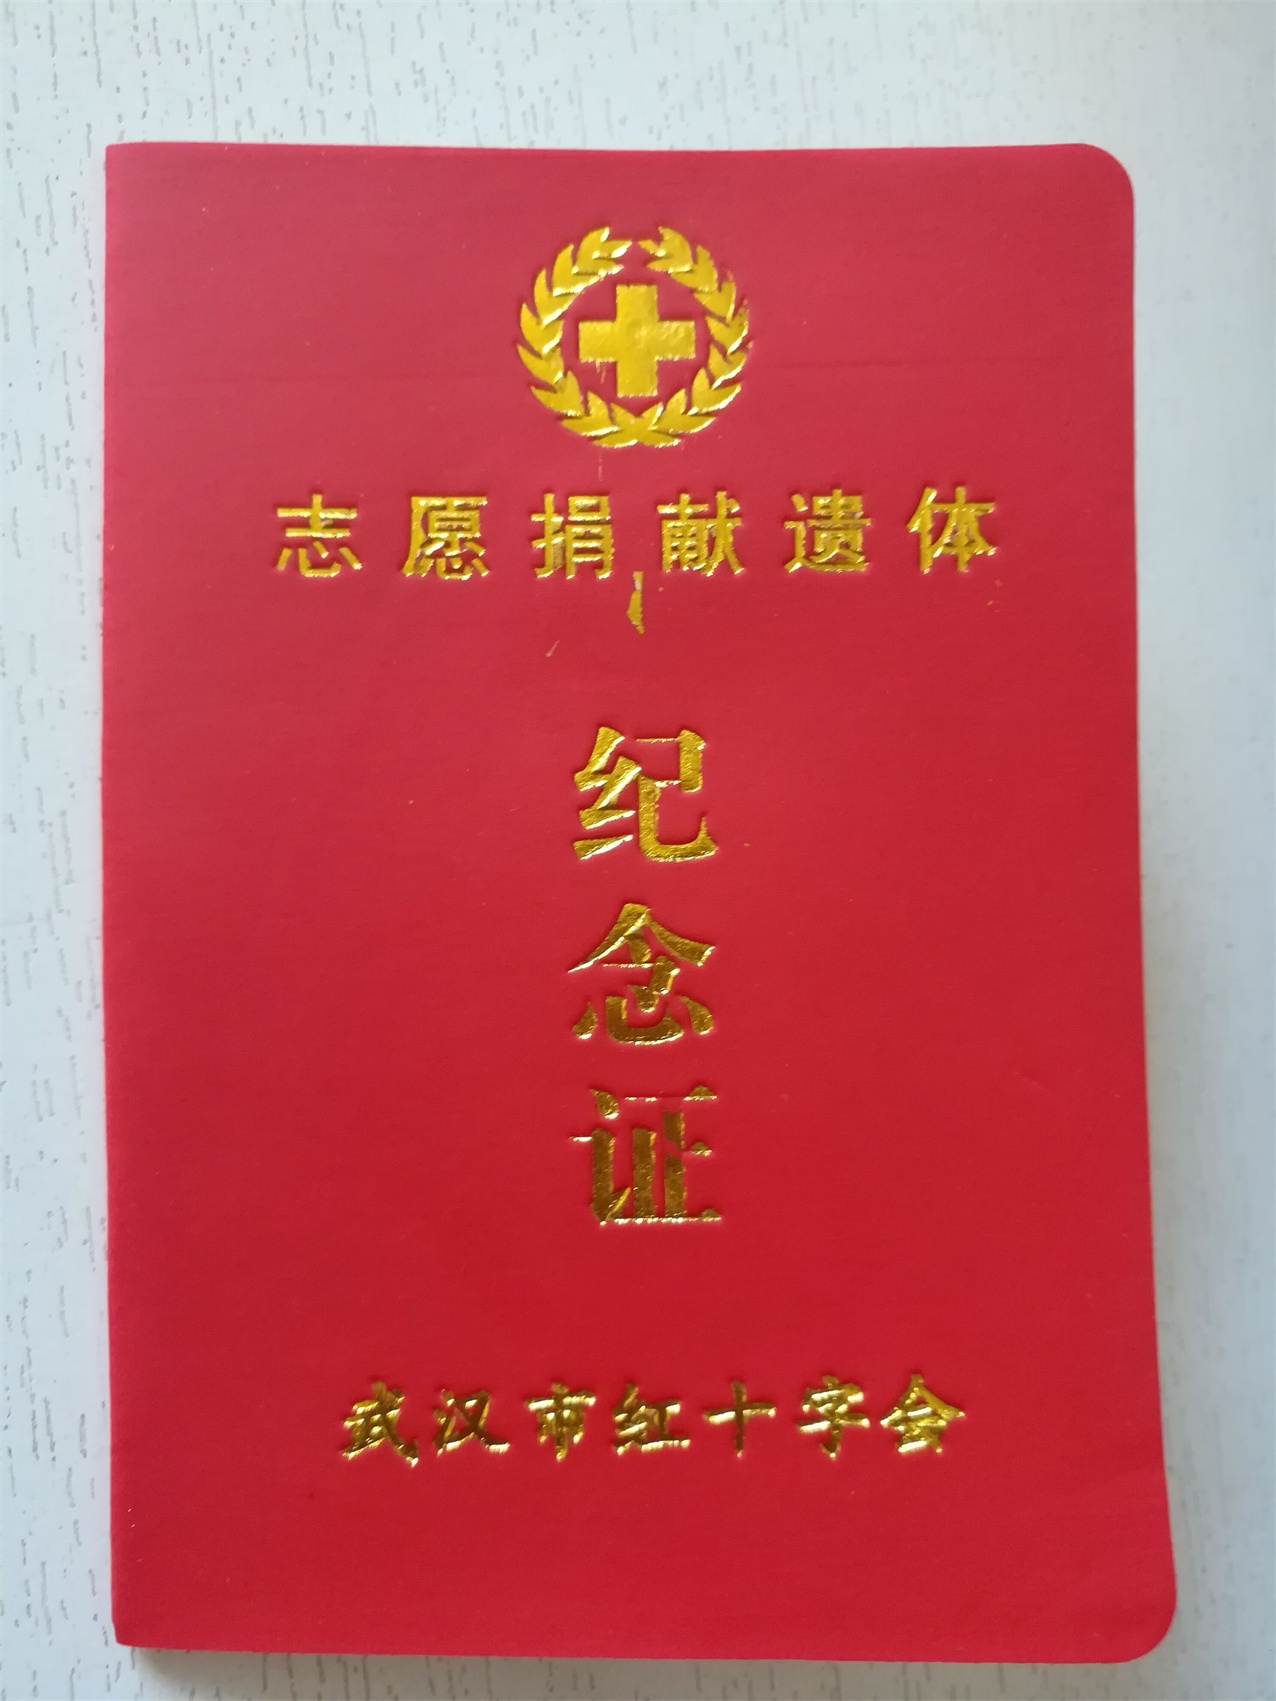 志愿捐献遗体
纪
念
证
武汉市红十字会